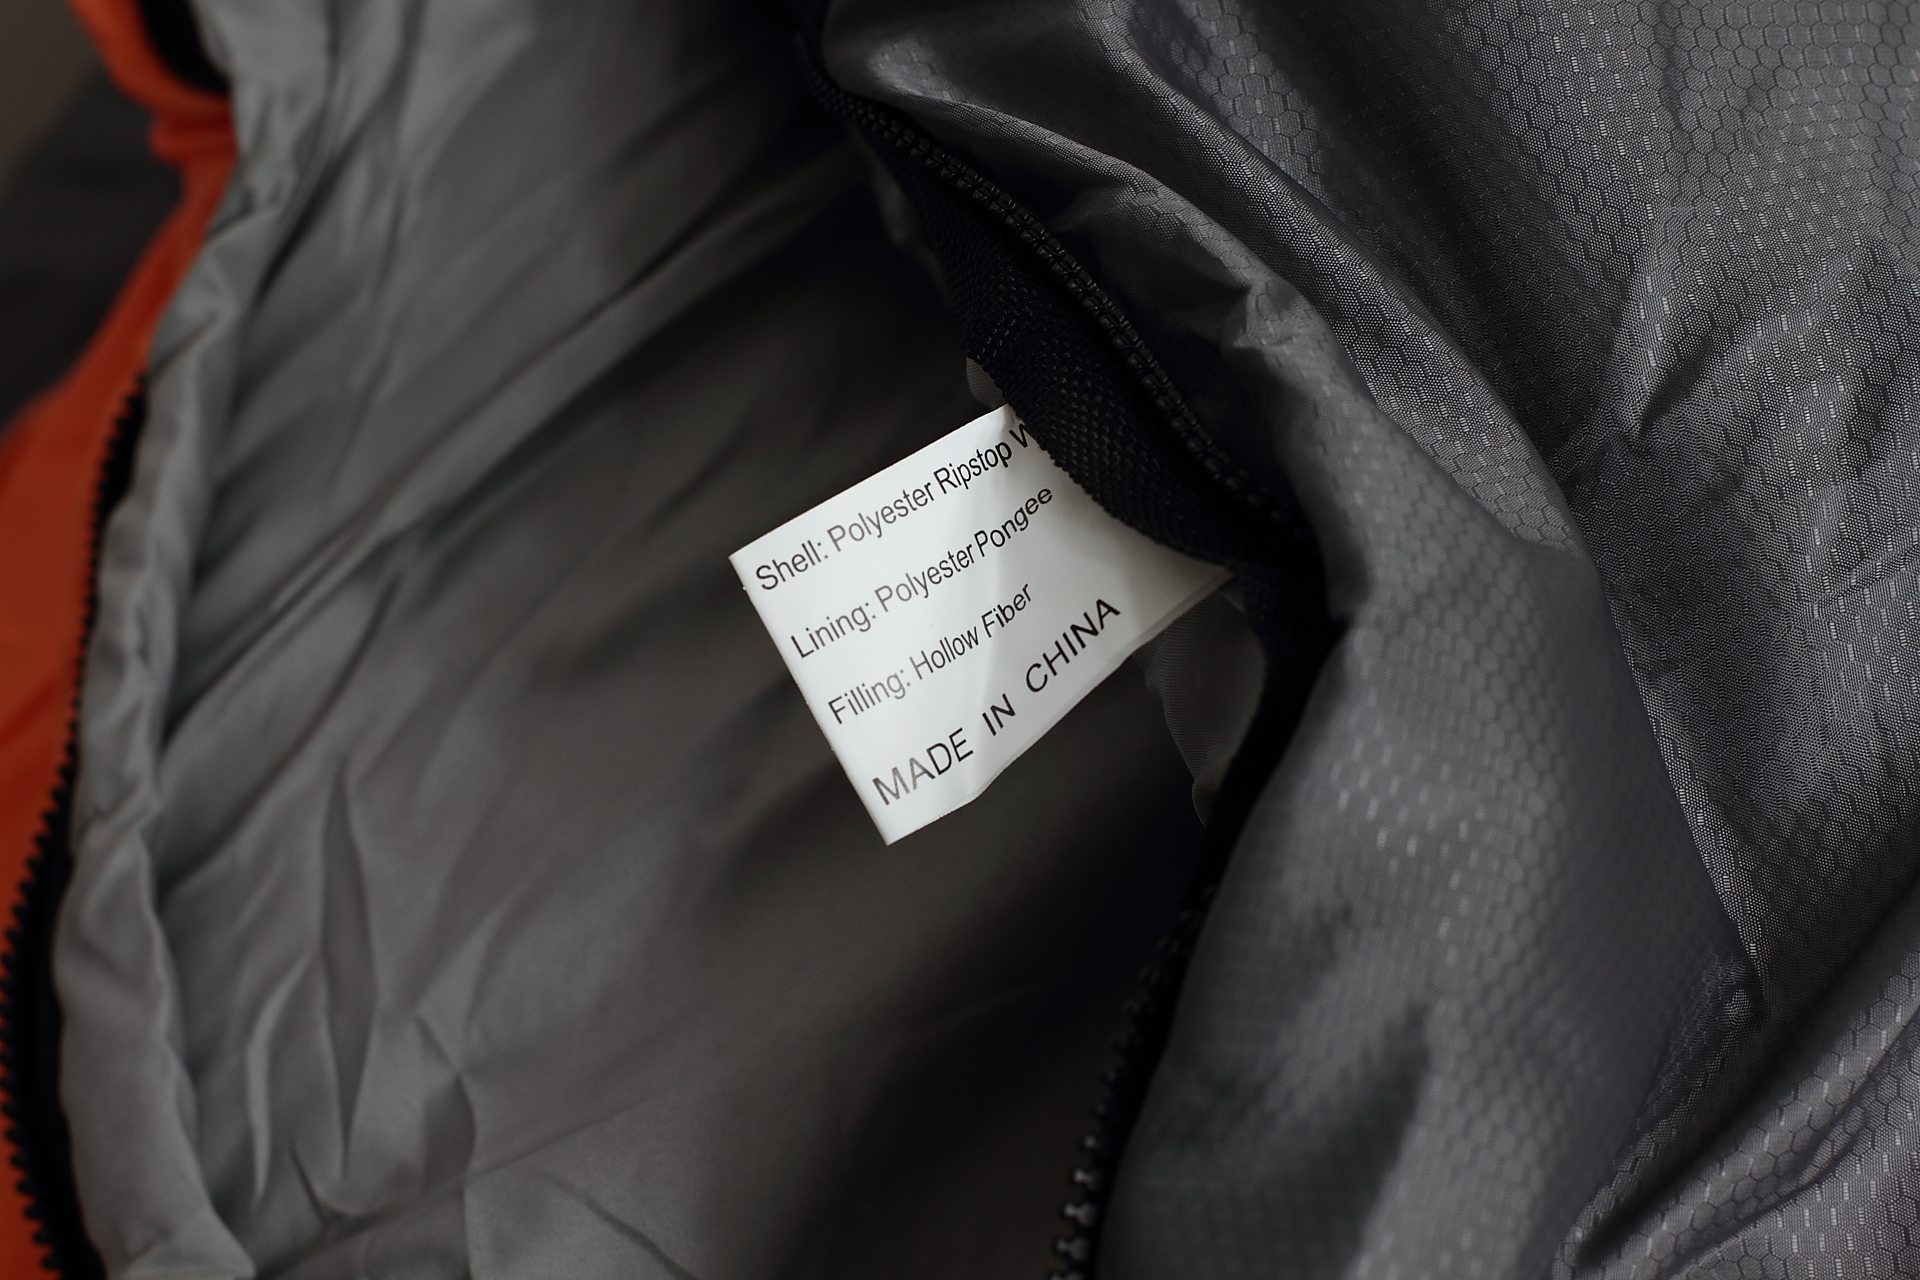 Shell: Polyester Ripstop
Lining: Polyester Pongee
Filling: Hollow Fiber
MADE IN CHINA